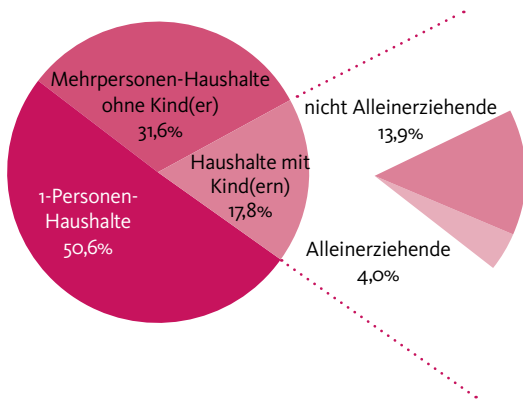 Mehrpersonen-Haushalte
ohne Kind(er)
31,6%
nicht Alleinerziehende
13,9%
Haushalte mit
Kind(ern)
17,8%
1-Personen-
Haushalte
50,6%
Alleinerziehende
4,0%